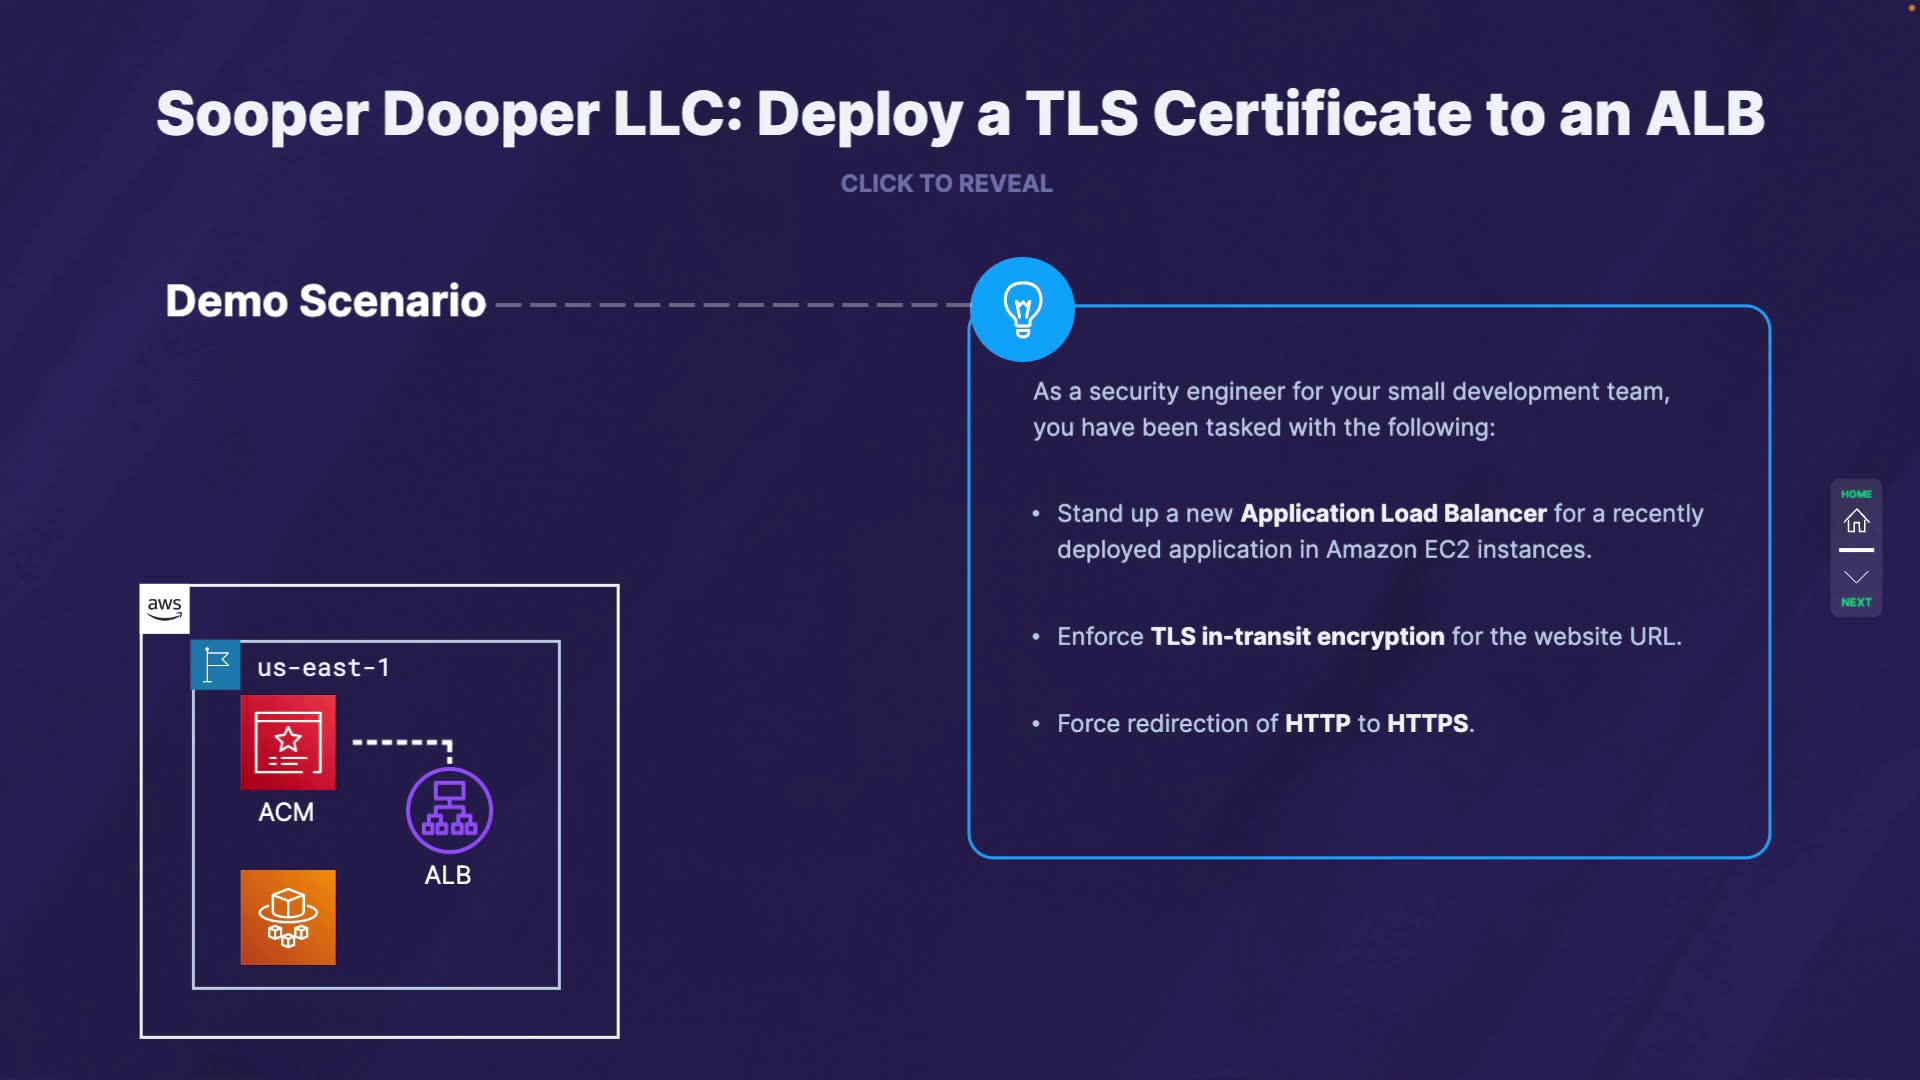 Sooper Dooper LLC: Deploy a TLS Certificate to an ALB
CLICK TO REVEAL
Demo Scenario
As a security engineer for your small development team,
you have been tasked with the following:
• Stand up a new Application Load Balancer for a recently
deployed application in Amazon EC2 instances.
• Enforce TLS in-transit encryption for the website URL.
• Force redirection of HTTP to HTTPS.
aws
us-east-1
ACM
ALB
HOME
NEXT